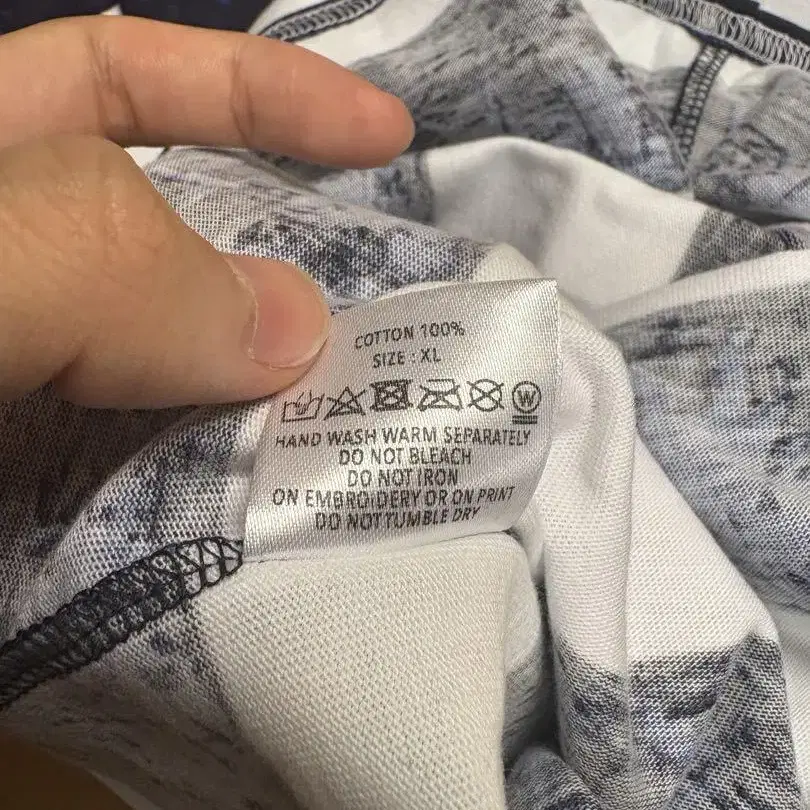 COTTON 100%
SIZE : XL
W
HAND WASH WARM SEPARATELY
DO NOT BLEACH
DO NOT IRON
ON EMBROIDERY OR ON PRINT
DO NOT TUMBLE DRY